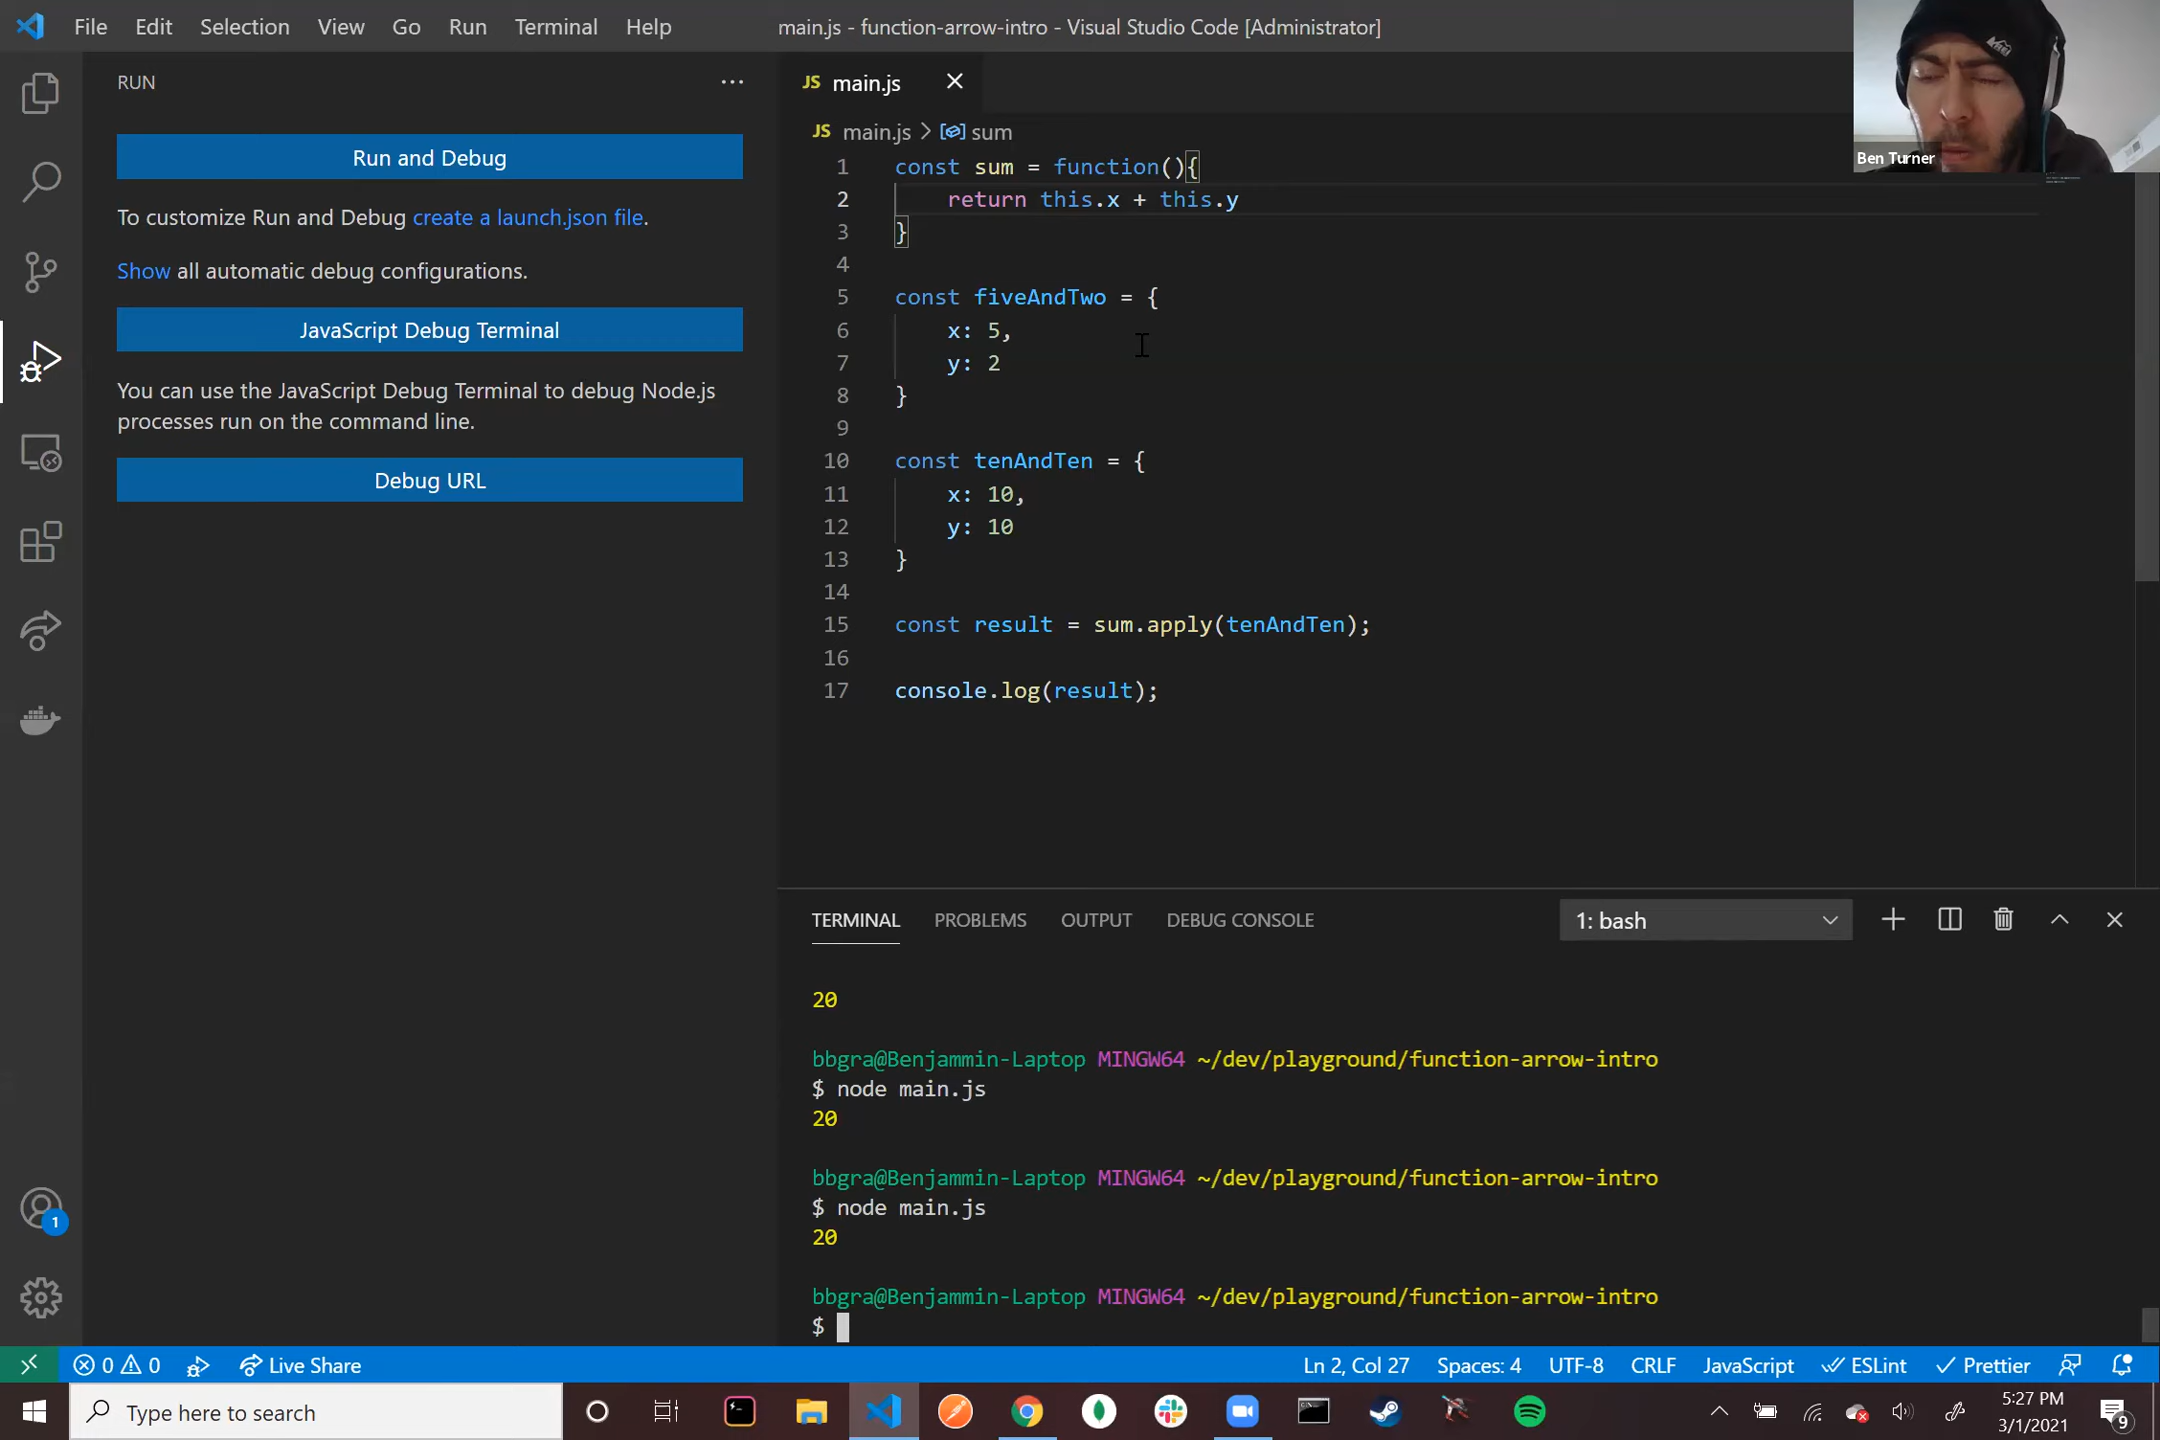 File Edit Selection View Go Run Terminal Help
main.js - function-arrow-intro - Visual Studio Code [Administrator]
Ben Turner
RUN
Run and Debug
To customize Run and Debug create a launch.json file.
Show all automatic debug configurations.
JavaScript Debug Terminal
You can use the JavaScript Debug Terminal to debug Node.js
processes run on the command line.
Debug URL
1
JS main.js
JS main.js > sum
1 const sum = function(){
2 return this.x + this.y
3 }
4
5 const fiveAndTwo = {
6 x: 5,
7 y: 2
8 }
9
10 const tenAndTen = {
11 x: 10,
12 y: 10
13 }
14
15 const result = sum.apply(tenAndTen);
16
17 console.log(result);
TERMINAL PROBLEMS OUTPUT DEBUG CONSOLE 1: bash
20
bbgra@Benjammin-Laptop MINGW64 ~/dev/playground/function-arrow-intro
$ node main.js
20
bbgra@Benjammin-Laptop MINGW64 ~/dev/playground/function-arrow-intro
$ node main.js
20
bbgra@Benjammin-Laptop MINGW64 ~/dev/playground/function-arrow-intro
$
0 0 Live Share Ln 2, Col 27 Spaces: 4 UTF-8 CRLF JavaScript ESLint Prettier
Type here to search
5:27 PM
3/1/2021
9